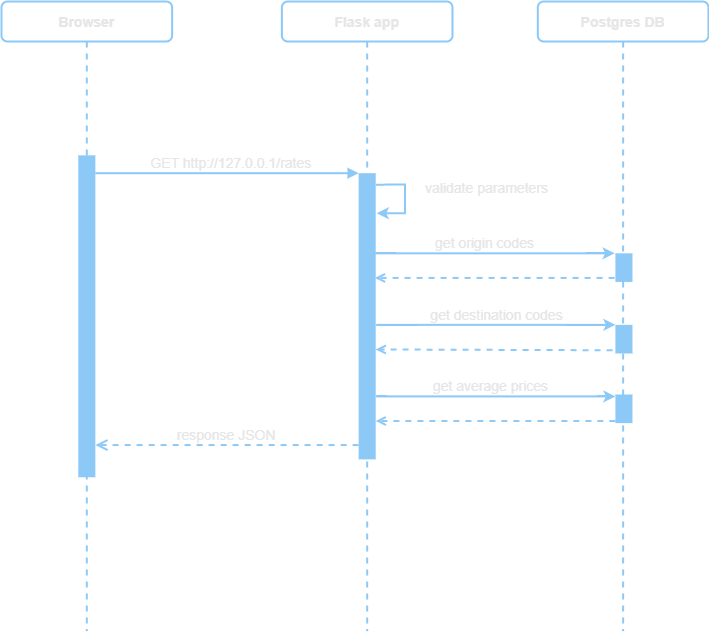 Browser
Flask app
Postgres DB
GET http://127.0.0.1/rates
validate parameters
get origin codes
get destination codes
get average prices
response JSON